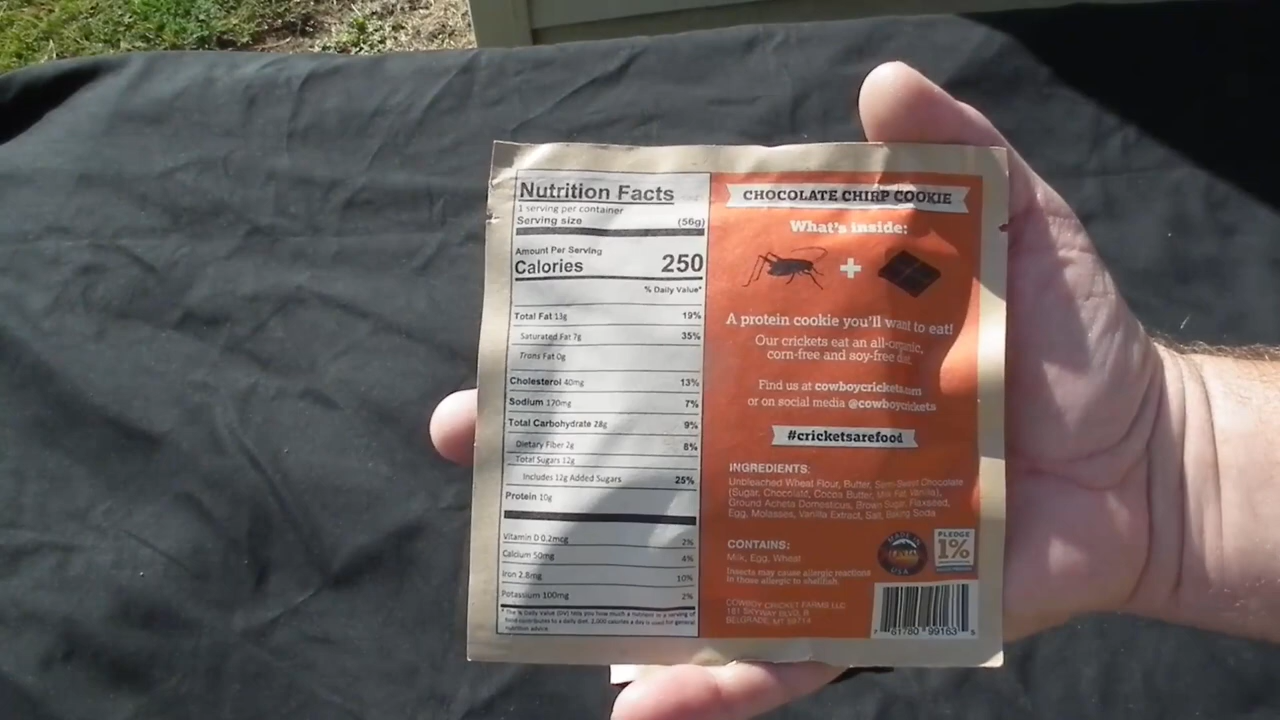 Nutrition Facts
1 serving per container
Serving size (56g)
Amount Per Serving
Calories 250
% Daily Value*
Total Fat 13g 19%
Saturated Fat 7g 35%
Trans Fat 0g
Cholesterol 40mg 13%
Sodium 170mg 7%
Total Carbohydrate 28g 9%
Dietary Fiber 2g 8%
Total Sugars 12g
Includes 12g Added Sugars 25%
Protein 10g
Vitamin D 0.2mcg 2%
Calcium 50mg 4%
Iron 2.8mg 10%
Potassium 100mg 2%
* The % Daily Value (DV) tells you how much a nutrient in a serving of
food contributes to a daily diet. 2,000 calories a day is used for general
nutrition advice.
CHOCOLATE CHIRP COOKIE
What's inside:
+
A protein cookie you'll want to eat!
Our crickets eat an all-organic,
corn-free and soy-free diet.
Find us at cowboycrickets.com
or on social media @cowboycrickets
#cricketsarefood
INGREDIENTS:
Unbleached Wheat Flour, Butter, Semi-Sweet Chocolate
(Sugar, Chocolate, Cocoa Butter, Milk Fat, Vanilla),
Ground Acheta Domesticus, Brown Sugar, Flaxseed,
Egg, Molasses, Vanilla Extract, Salt, Baking Soda
CONTAINS:
Milk, Egg, Wheat
Insects may cause allergic reactions
in those allergic to shellfish.
MADE IN
USA
PLEDGE
1%
COWBOY CRICKET FARMS LLC
181 SKYWAY BLVD, B
BELGRADE, MT 59714
7 61780 99163 5